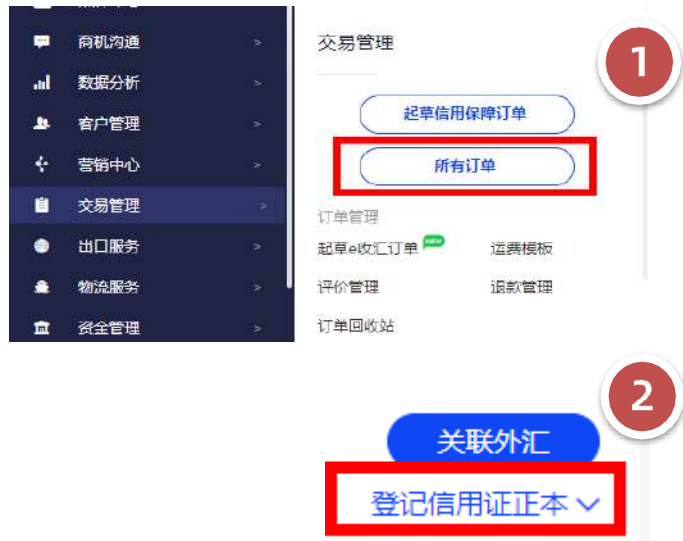 商机沟通 >
数据分析 >
客户管理 >
营销中心 >
交易管理 >
出口服务 >
物流服务 >
资金管理 >
交易管理
1
起草信用保障订单
所有订单
订单管理
起草e收汇订单 NEW 运费模板
评价管理 退款管理
订单回收站
2
关联外汇
登记信用证正本